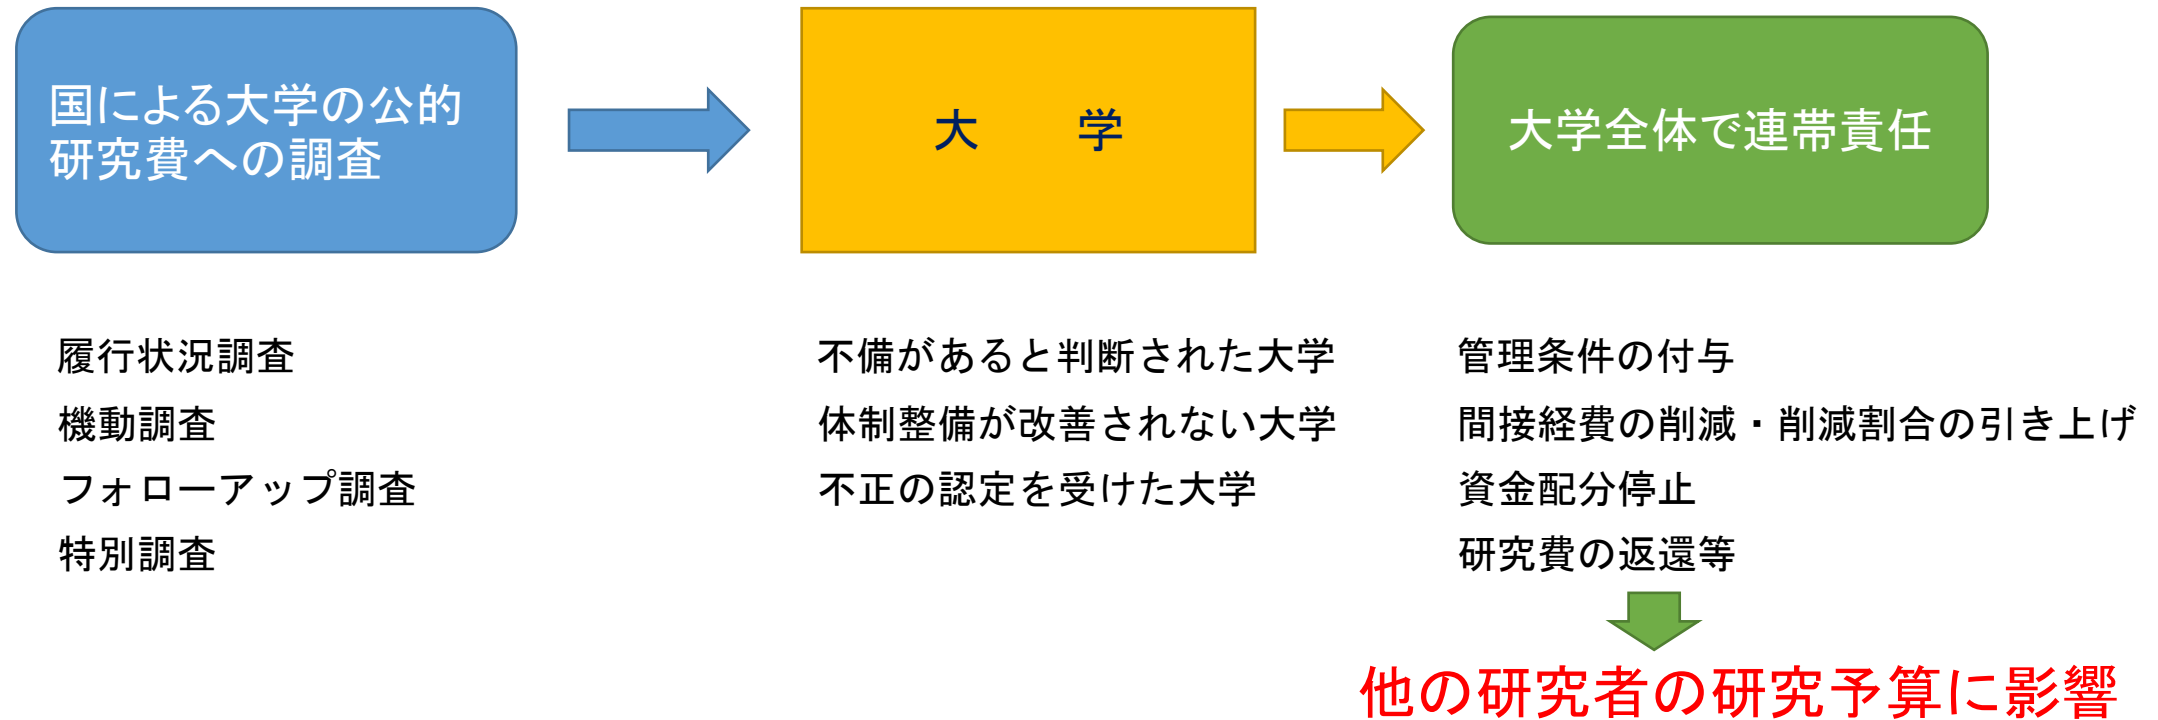 国による大学の公的
研究費への調査
大　　学
大学全体で連帯責任
履行状況調査
機動調査
フォローアップ調査
特別調査
不備があると判断された大学
体制整備が改善されない大学
不正の認定を受けた大学
管理条件の付与
間接経費の削減・削減割合の引き上げ
資金配分停止
研究費の返還等
他の研究者の研究予算に影響